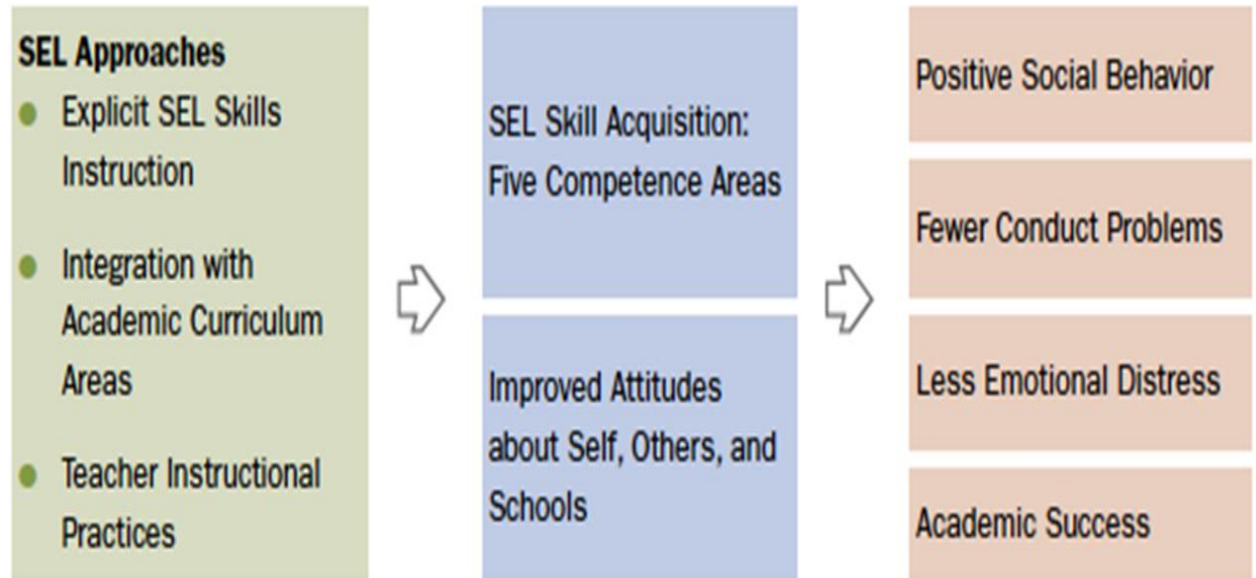 SEL Approaches
Explicit SEL Skills
Instruction
Integration with
Academic Curriculum
Areas
Teacher Instructional
Practices
SEL Skill Acquisition:
Five Competence Areas
Improved Attitudes
about Self, Others, and
Schools
Positive Social Behavior
Fewer Conduct Problems
Less Emotional Distress
Academic Success